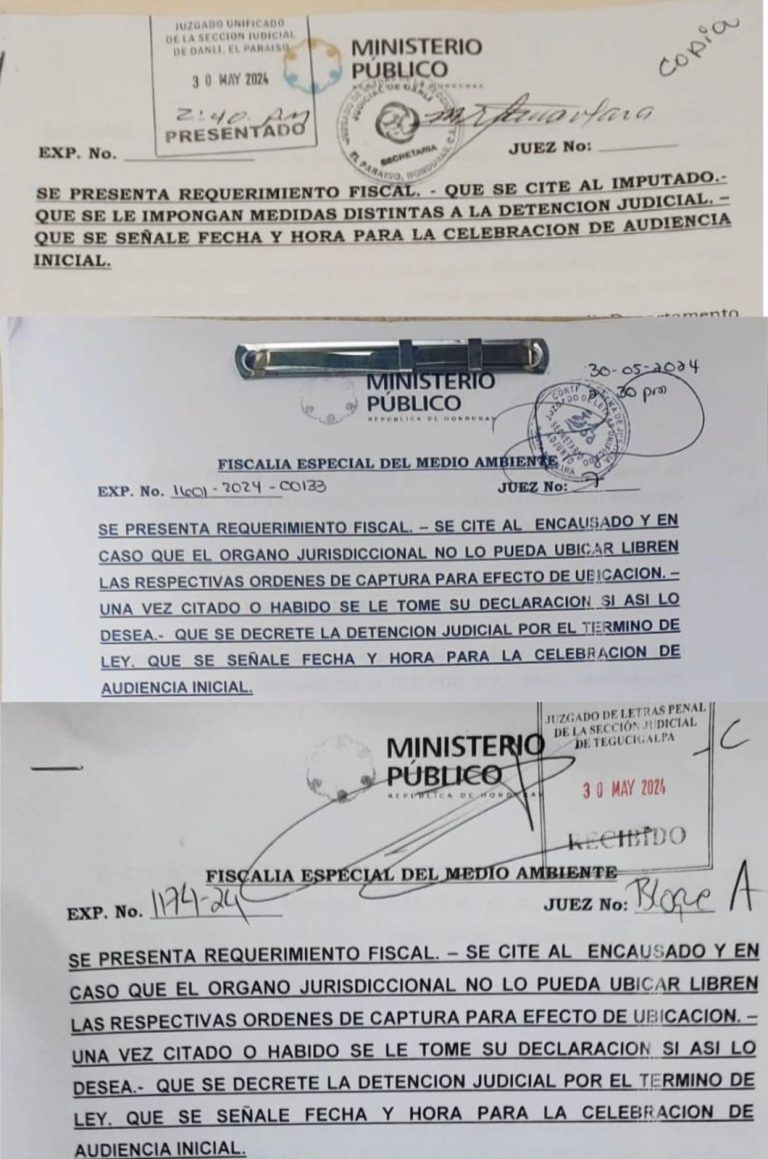 JUZGADO UNIFICADO
DE LA SECCIÓN JUDICIAL
DE DANLI, EL PARAISO
30 MAY 2024
2:40 PM
PRESENTADO
MINISTERIO
PÚBLICO
copia
JUDICIAL DE DANLI
SECRETARIA
EL PARAISO, HONDURAS, C.A.
EXP. No.
JUEZ No:
SE PRESENTA REQUERIMIENTO FISCAL. - QUE SE CITE AL IMPUTADO.-
QUE SE LE IMPONGAN MEDIDAS DISTINTAS A LA DETENCION JUDICIAL. –
QUE SE SEÑALE FECHA Y HORA PARA LA CELEBRACION DE AUDIENCIA
INICIAL.
Departamento
MINISTERIO
PÚBLICO
REPUBLICA DE HONDURAS
30-05-2024
30 pm
FISCALIA ESPECIAL DEL MEDIO AMBIENTE
EXP. No. 1601-2024-00133
JUEZ No: 7
SE PRESENTA REQUERIMIENTO FISCAL. – SE CITE AL ENCAUSADO Y EN
CASO QUE EL ORGANO JURISDICCIONAL NO LO PUEDA UBICAR LIBREN
LAS RESPECTIVAS ORDENES DE CAPTURA PARA EFECTO DE UBICACION. –
UNA VEZ CITADO O HABIDO SE LE TOME SU DECLARACION SI ASI LO
DESEA.- QUE SE DECRETE LA DETENCION JUDICIAL POR EL TERMINO DE
LEY. QUE SE SEÑALE FECHA Y HORA PARA LA CELEBRACION DE
AUDIENCIA INICIAL.
MINISTERIO
PÚBLICO
REPÚBLICA DE HONDURAS
JUZGADO DE LETRAS PENAL
DE LA SECCIÓN JUDICIAL
DE TEGUCIGALPA
30 MAY 2024
RECIBIDO
C
FISCALIA ESPECIAL DEL MEDIO AMBIENTE
EXP. No. 1174-24
JUEZ No: Bloque A
SE PRESENTA REQUERIMIENTO FISCAL. – SE CITE AL ENCAUSADO Y EN
CASO QUE EL ORGANO JURISDICCIONAL NO LO PUEDA UBICAR LIBREN
LAS RESPECTIVAS ORDENES DE CAPTURA PARA EFECTO DE UBICACION. –
UNA VEZ CITADO O HABIDO SE LE TOME SU DECLARACION SI ASI LO
DESEA.- QUE SE DECRETE LA DETENCION JUDICIAL POR EL TERMINO DE
LEY. QUE SE SEÑALE FECHA Y HORA PARA LA CELEBRACION DE
AUDIENCIA INICIAL.